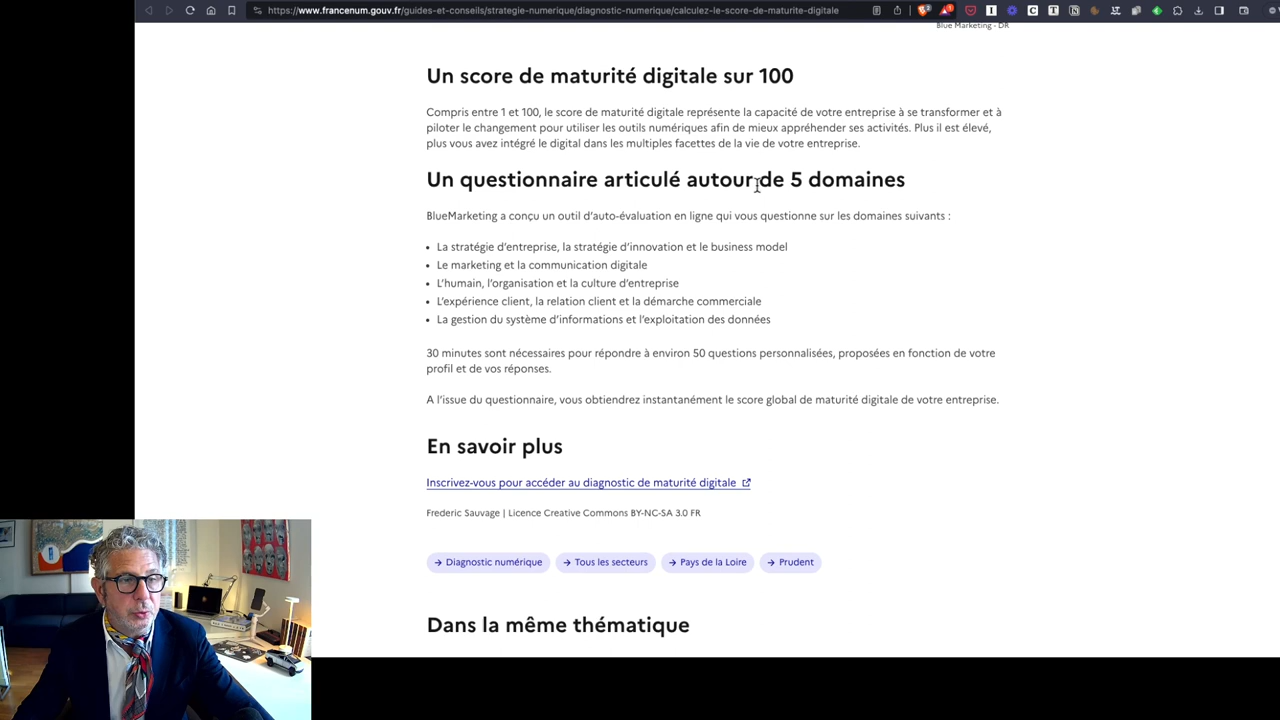 https://www.francenum.gouv.fr/guides-et-conseils/strategie-numerique/diagnostic-numerique/calculez-le-score-de-maturite-digitale
Blue Marketing - DR
Un score de maturité digitale sur 100
Compris entre 1 et 100, le score de maturité digitale représente la capacité de votre entreprise à se transformer et à
piloter le changement pour utiliser les outils numériques afin de mieux appréhender ses activités. Plus il est élevé,
plus vous avez intégré le digital dans les multiples facettes de la vie de votre entreprise.
Un questionnaire articulé autour de 5 domaines
BlueMarketing a conçu un outil d'auto-évaluation en ligne qui vous questionne sur les domaines suivants :
• La stratégie d'entreprise, la stratégie d'innovation et le business model
• Le marketing et la communication digitale
• L'humain, l'organisation et la culture d'entreprise
• L'expérience client, la relation client et la démarche commerciale
• La gestion du système d'informations et l'exploitation des données
30 minutes sont nécessaires pour répondre à environ 50 questions personnalisées, proposées en fonction de votre
profil et de vos réponses.
A l'issue du questionnaire, vous obtiendrez instantanément le score global de maturité digitale de votre entreprise.
En savoir plus
Inscrivez-vous pour accéder au diagnostic de maturité digitale
Frederic Sauvage | Licence Creative Commons BY-NC-SA 3.0 FR
→ Diagnostic numérique → Tous les secteurs → Pays de la Loire → Prudent
Dans la même thématique